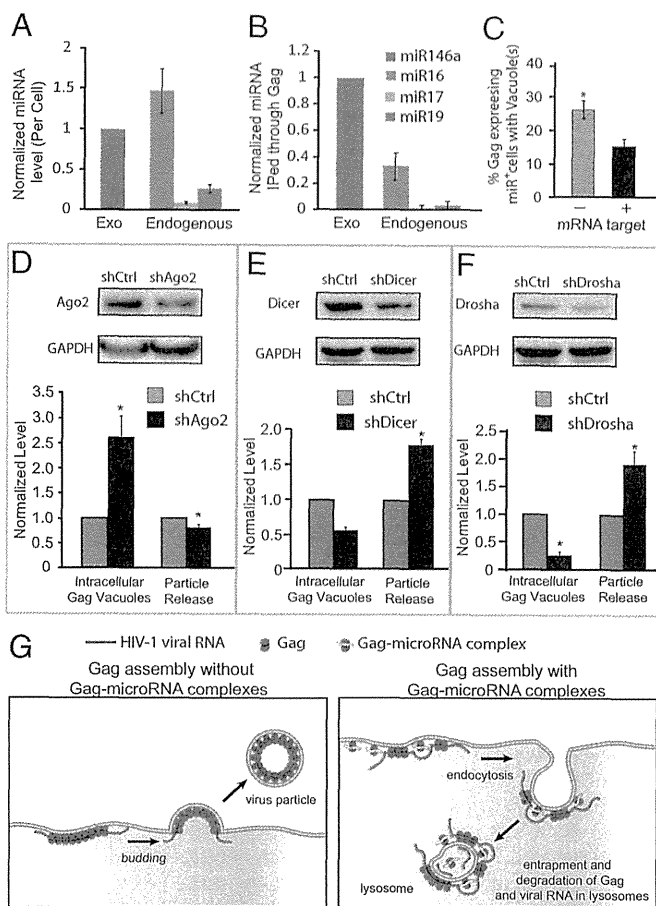 A
Normalized miRNA level (Per Cell)
2
1.5
1
0.5
0
Exo Endogenous
B
Normalized miRNA IPed through Gag
1.2
1
0.8
0.6
0.4
0.2
0
miR146a
miR16
miR17
miR19
Exo Endogenous
C
% Gag expreesing miR+cells with Vacuole(s)
40
30
20
10
0
*
− +
mRNA target
D
shCtrl shAgo2
Ago2
GAPDH
shCtrl
shAgo2
Normalized Level
3.5
3.0
2.5
2.0
1.5
1.0
0.5
* *
Intracellular Gag Vacuoles
Particle Release
E
shCtrl shDicer
Dicer
GAPDH
shCtrl
shDicer
Normalized Level
2.0
1.5
1.0
0.5
0
*
Intracellular Gag Vacuoles
Particle Release
F
shCtrl shDrosha
Drosha
GAPDH
shCtrl
shDrosha
Normalized Level
2.5
2.0
1.5
1.0
0.5
0
* *
Intracellular Gag Vacuoles
Particle Release
G
HIV-1 viral RNA Gag Gag-microRNA complex
Gag assembly without
Gag-microRNA complexes
virus particle
budding
Gag assembly with
Gag-microRNA complexes
endocytosis
lysosome
entrapment and
degradation of Gag
and viral RNA in lysosomes